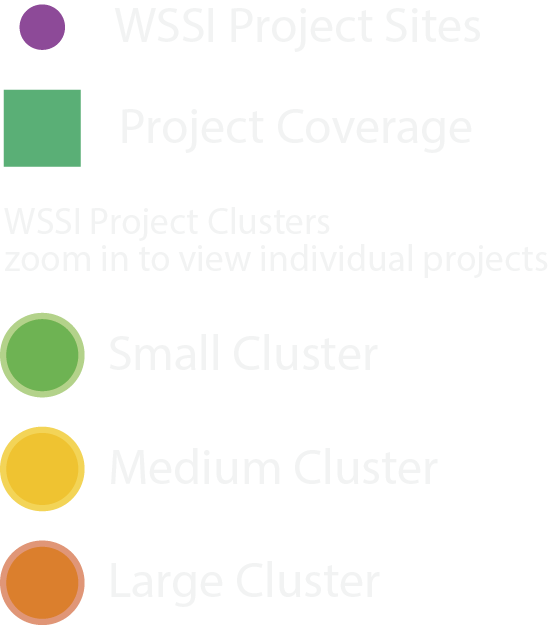 WSSI Project Sites
Project Coverage
WSSI Project Clusters
zoom in to view individual projects
Small Cluster
Medium Cluster
Large Cluster